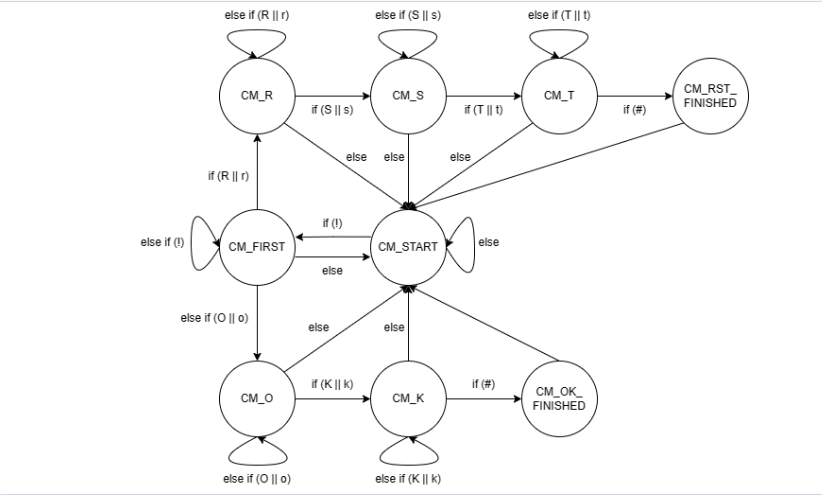 else if (R || r)
else if (S || s)
else if (T || t)
CM_R
if (S || s)
CM_S
if (T || t)
CM_T
if (#)
CM_RST_
FINISHED
else
else
else
if (R || r)
else if (!)
CM_FIRST
if (!)
else
CM_START
else
else if (O || o)
else
else
CM_O
if (K || k)
CM_K
if (#)
CM_OK_
FINISHED
else if (O || o)
else if (K || k)